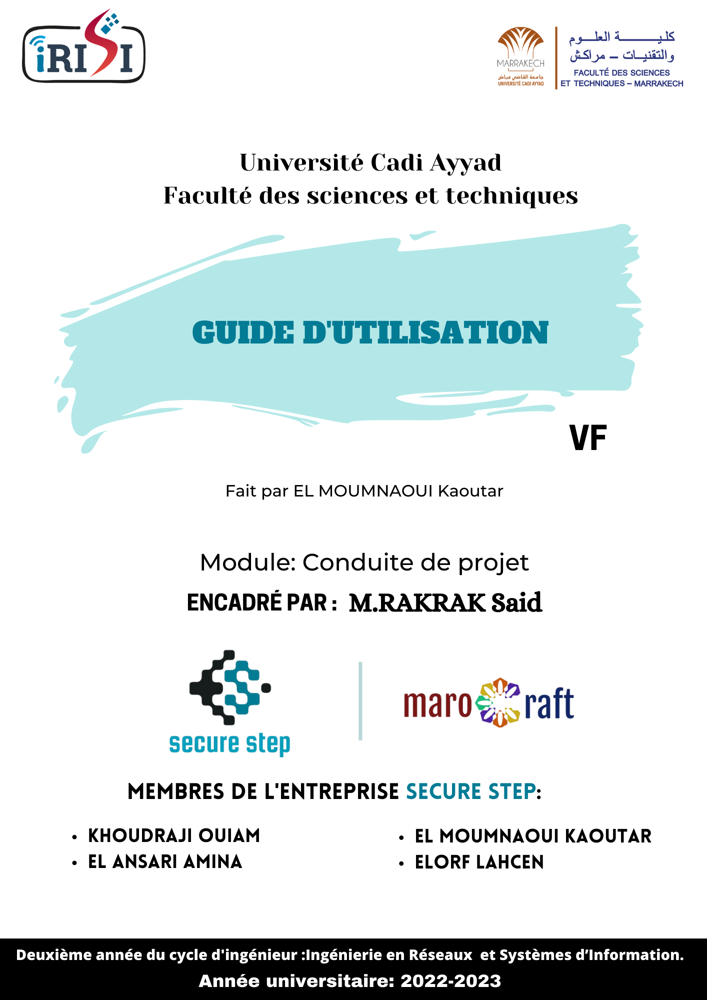 iRISI
MARRAKECH
جامعة القاضي عياض
UNIVERSITÉ CADI AYYAD
كليـــة العلـــوم
والتقنيـات – مراكش
FACULTÉ DES SCIENCES
ET TECHNIQUES – MARRAKECH
Université Cadi Ayyad
Faculté des sciences et techniques
GUIDE D'UTILISATION
VF
Fait par EL MOUMNAOUI Kaoutar
Module: Conduite de projet
ENCADRÉ PAR : M.RAKRAK Said
secure step
maro raft
MEMBRES DE L'ENTREPRISE SECURE STEP:
• KHOUDRAJI OUIAM
• EL ANSARI AMINA
• EL MOUMNAOUI KAOUTAR
• ELORF LAHCEN
Deuxième année du cycle d'ingénieur :Ingénierie en Réseaux et Systèmes d’Information.
Année universitaire: 2022-2023